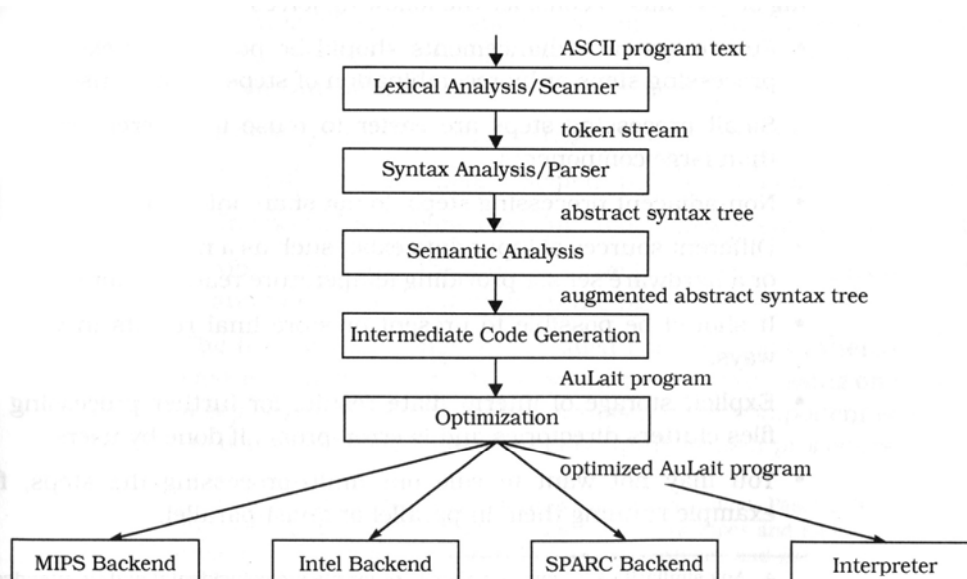 ASCII program text
Lexical Analysis/Scanner
token stream
Syntax Analysis/Parser
abstract syntax tree
Semantic Analysis
augmented abstract syntax tree
Intermediate Code Generation
AuLait program
Optimization
optimized AuLait program
MIPS Backend
Intel Backend
SPARC Backend
Interpreter